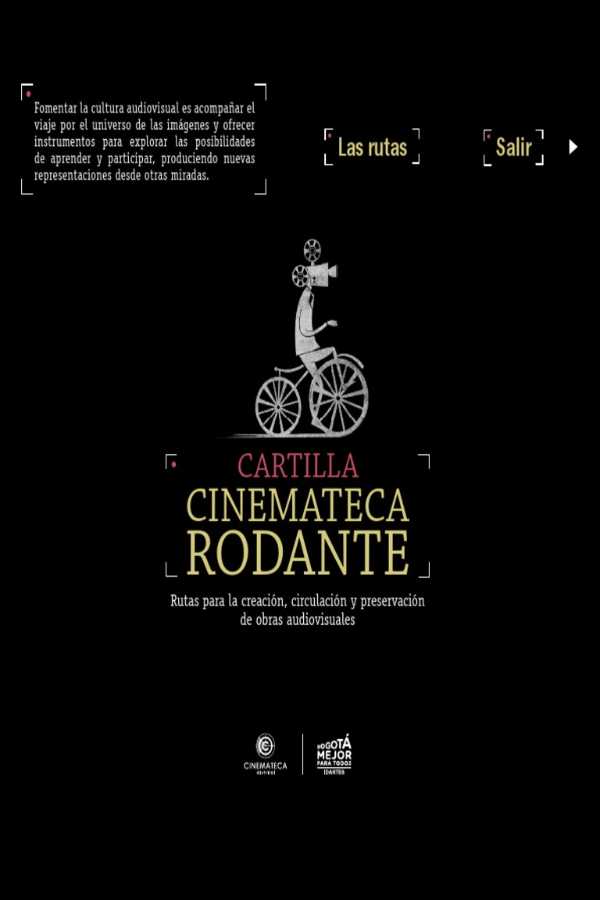 Fomentar la cultura audiovisual es acompañar el
viaje por el universo de las imágenes y ofrecer
instrumentos para explorar las posibilidades
de aprender y participar, produciendo nuevas
representaciones desde otras miradas.
Las rutas
Salir
CARTILLA
CINEMATECA
RODANTE
Rutas para la creación, circulación y preservación
de obras audiovisuales
CINEMATECA
BOGOTÁ
MEJOR
PARA TODOS
IDARTES